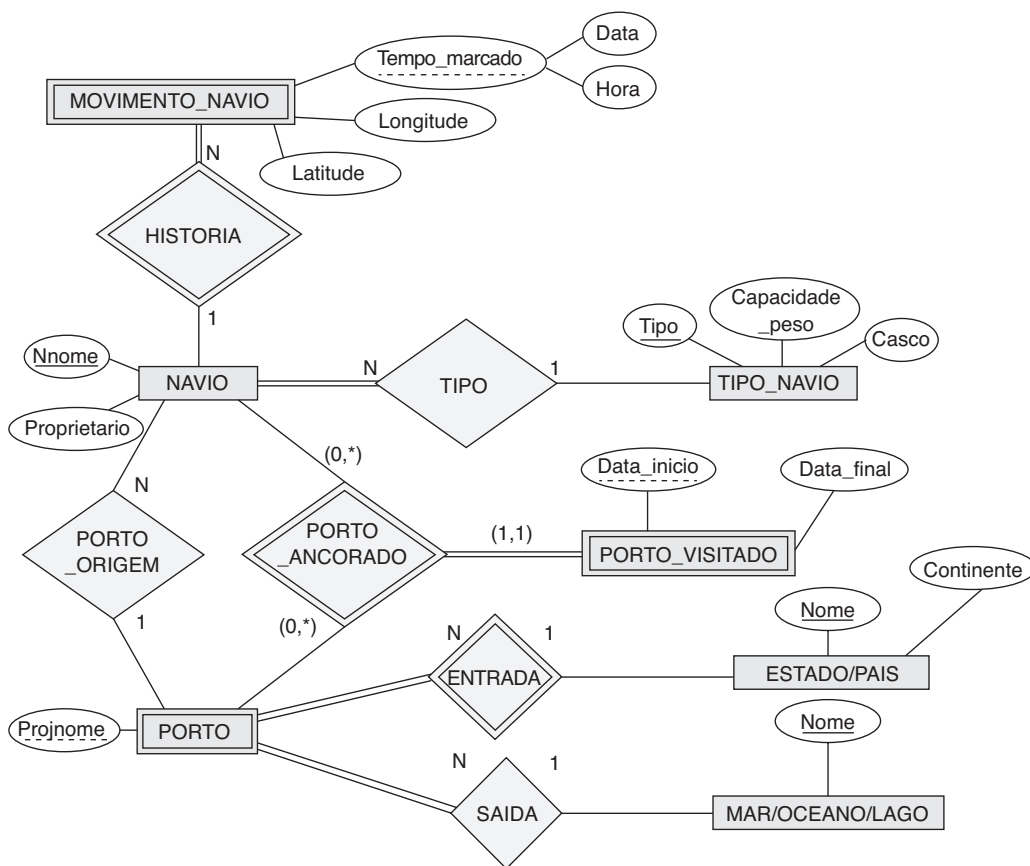 Data
Tempo_marcado
Hora
MOVIMENTO_NAVIO
Longitude
Latitude
N
HISTORIA
1
Nnome
NAVIO
Proprietario
N
TIPO
1
Tipo
Capacidade
_peso
Casco
TIPO_NAVIO
(0,*)
N
PORTO
_ORIGEM
1
PORTO
_ANCORADO
(0,*)
(1,1)
Data_inicio
Data_final
PORTO_VISITADO
Continente
Nome
N
1
ENTRADA
ESTADO/PAIS
Projnome
PORTO
Nome
N
1
SAIDA
MAR/OCEANO/LAGO